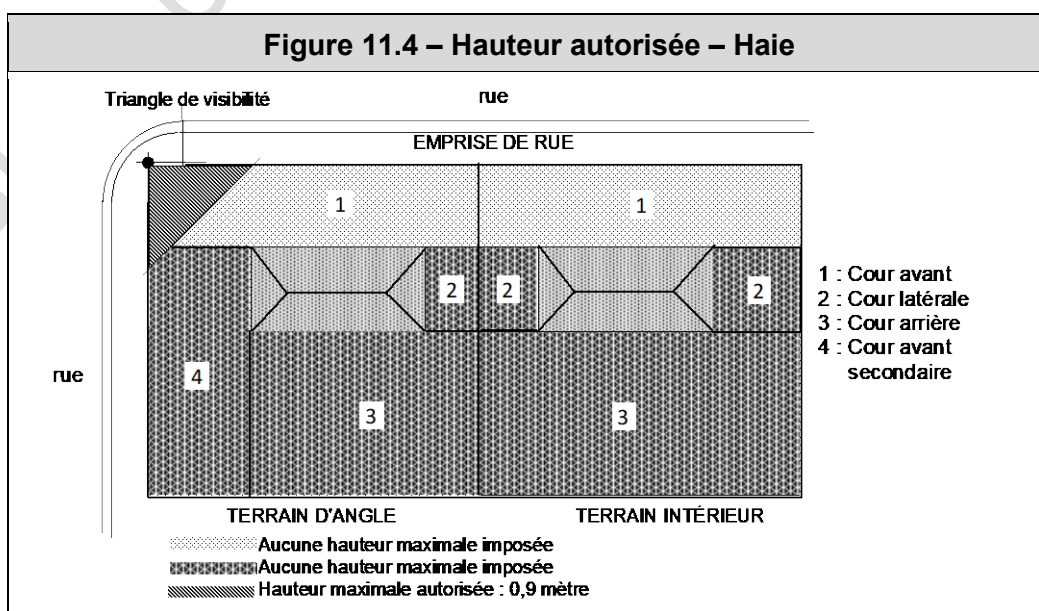 Figure 11.4 – Hauteur autorisée – Haie
Triangle de visibilité
rue
EMPRISE DE RUE
1
1
2
2
2
1 : Cour avant
2 : Cour latérale
3 : Cour arrière
4 : Cour avant
secondaire
rue
4
3
3
TERRAIN D'ANGLE
TERRAIN INTÉRIEUR
Aucune hauteur maximale imposée
Aucune hauteur maximale imposée
Hauteur maximale autorisée : 0,9 mètre